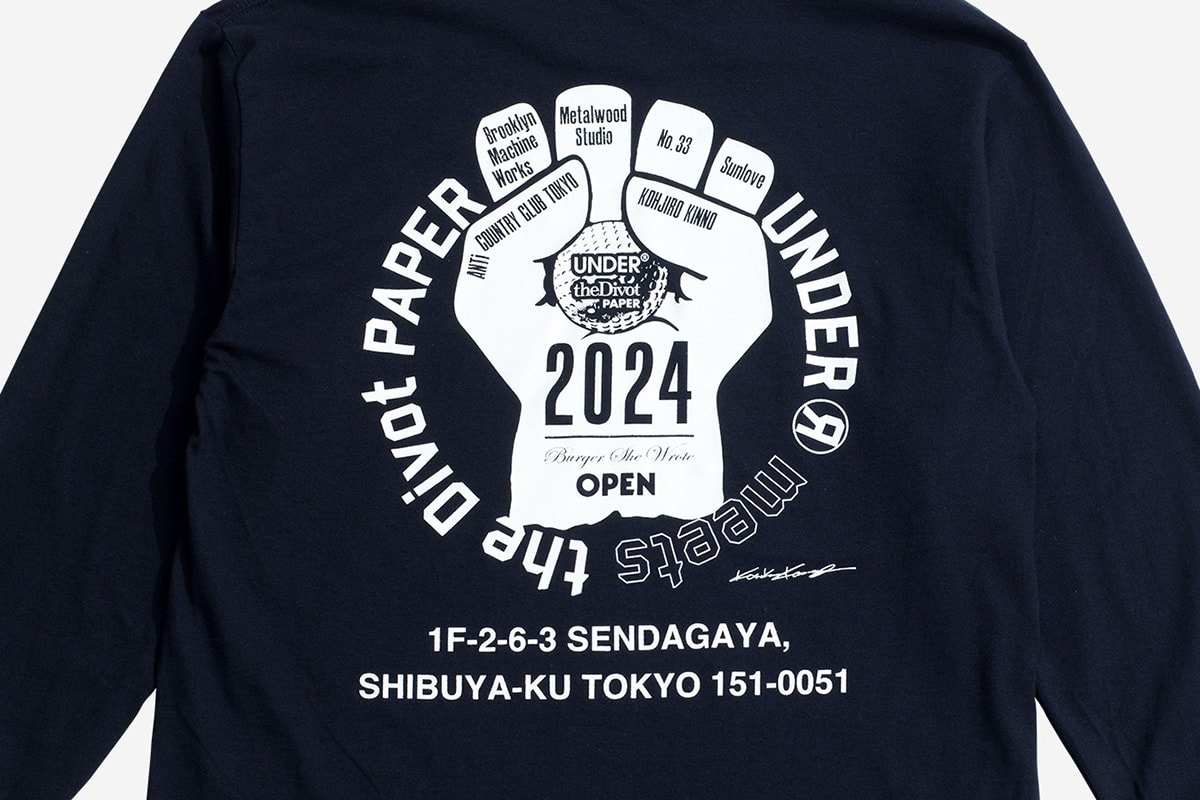 Brooklyn
Machine
Works
Metalwood
Studio
No. 33
Sunlove
ANTi COUNTRY CLUB TOKYO
KOHJIRO KINNO
UNDER®
theDivot
PAPER
2024
Burger She Wrote
OPEN
UNDER R meets the Divot PAPER
1F-2-6-3 SENDAGAYA,
SHIBUYA-KU TOKYO 151-0051